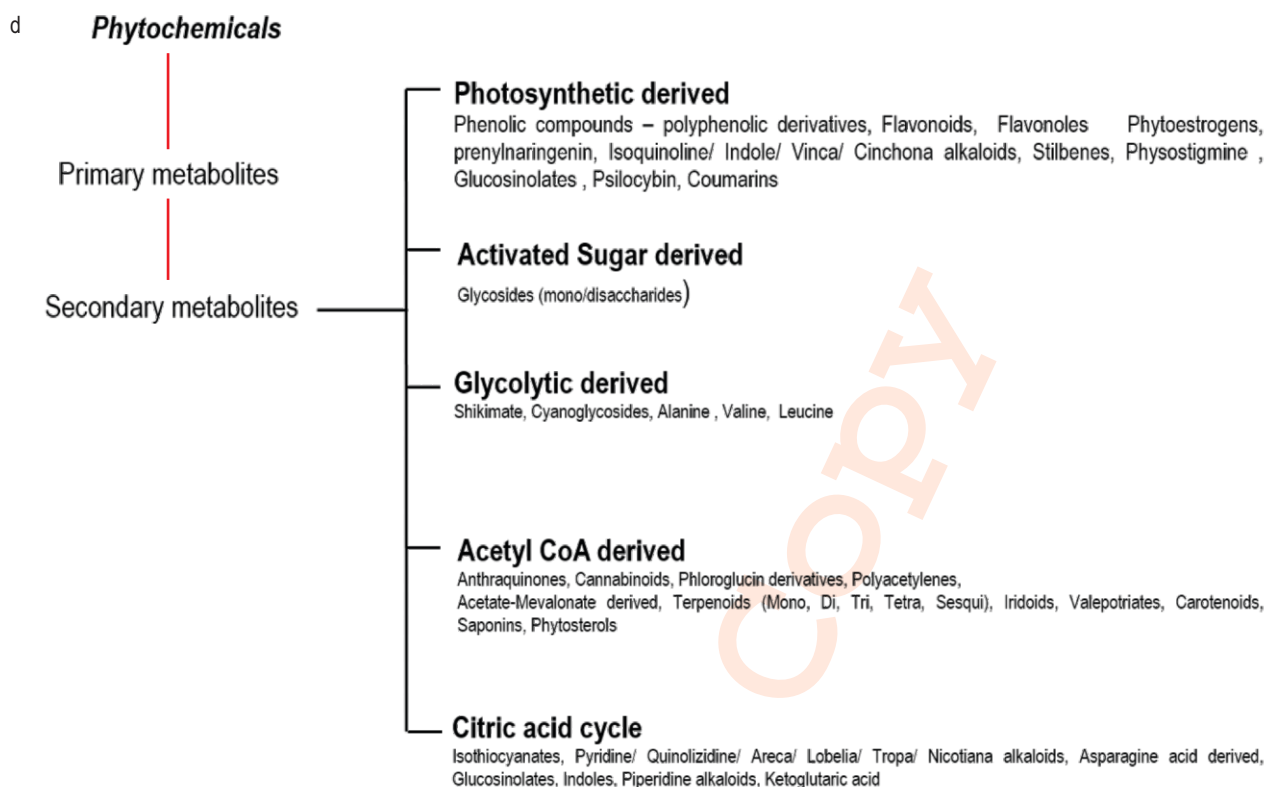 d
Phytochemicals
Primary metabolites
Secondary metabolites
Photosynthetic derived
Phenolic compounds – polyphenolic derivatives, Flavonoids, Flavonoles Phytoestrogens,
prenylnaringenin, Isoquinoline/ Indole/ Vinca/ Cinchona alkaloids, Stilbenes, Physostigmine ,
Glucosinolates , Psilocybin, Coumarins
Activated Sugar derived
Glycosides (mono/disaccharides)
Glycolytic derived
Shikimate, Cyanoglycosides, Alanine , Valine, Leucine
Acetyl CoA derived
Anthraquinones, Cannabinoids, Phloroglucin derivatives, Polyacetylenes,
Acetate-Mevalonate derived, Terpenoids (Mono, Di, Tri, Tetra, Sesqui), Iridoids, Valepotriates, Carotenoids,
Saponins, Phytosterols
Citric acid cycle
Isothiocyanates, Pyridine/ Quinolizidine/ Areca/ Lobelia/ Tropa/ Nicotiana alkaloids, Asparagine acid derived,
Glucosinolates, Indoles, Piperidine alkaloids, Ketoglutaric acid
Copy